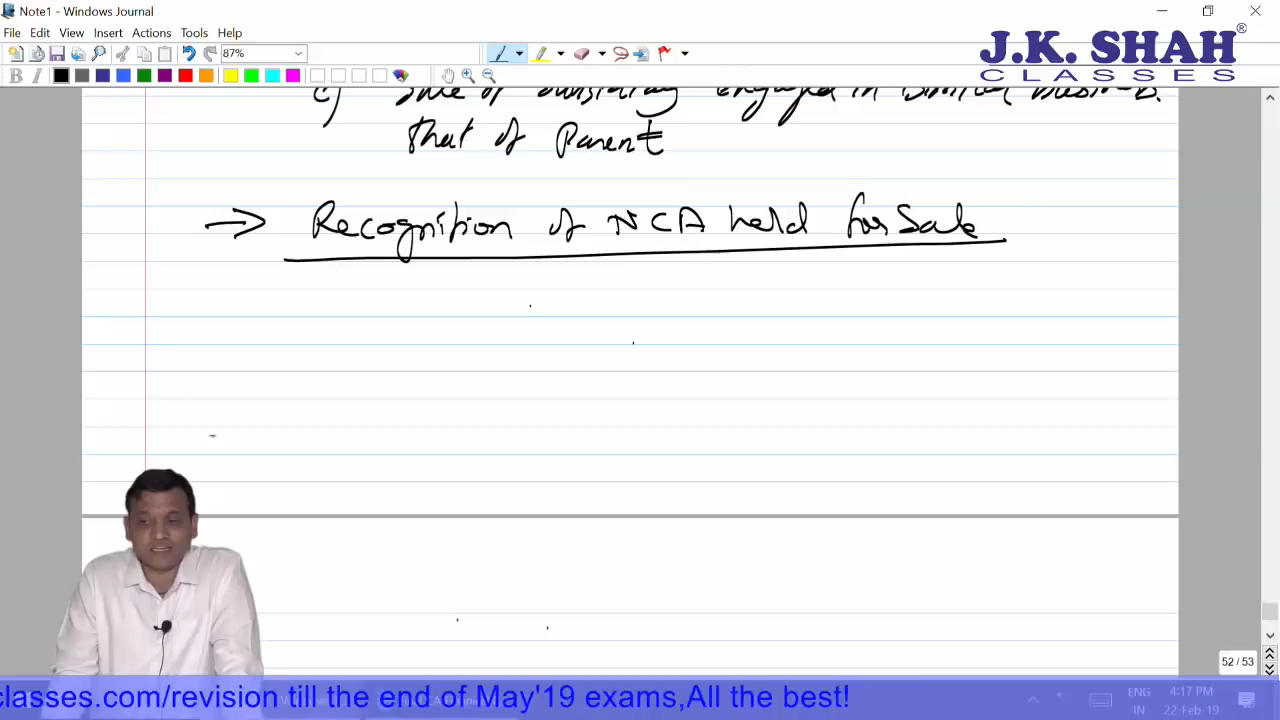 Note1 - Windows Journal
File Edit View Insert Actions Tools Help
87%
J.K. SHAH®
CLASSES
c) Sale of subsidiary engaged in
that of Parent
→ Recognition of NCA held for Sale
52 / 53
classes.com/revision till the end of May'19 exams,All the best!
ENG
IN
4:17 PM
22-Feb-19